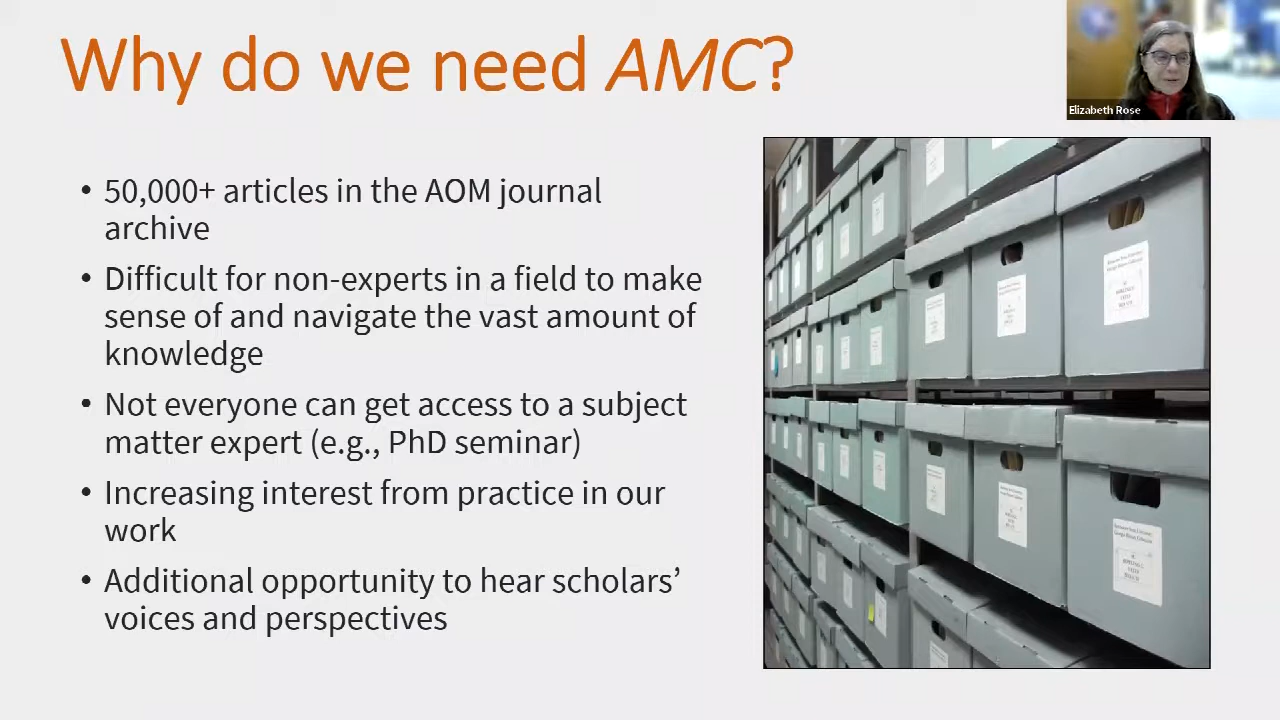 Why do we need AMC?
Elizabeth Rose
• 50,000+ articles in the AOM journal
archive
• Difficult for non-experts in a field to make
sense of and navigate the vast amount of
knowledge
• Not everyone can get access to a subject
matter expert (e.g., PhD seminar)
• Increasing interest from practice in our
work
• Additional opportunity to hear scholars’
voices and perspectives